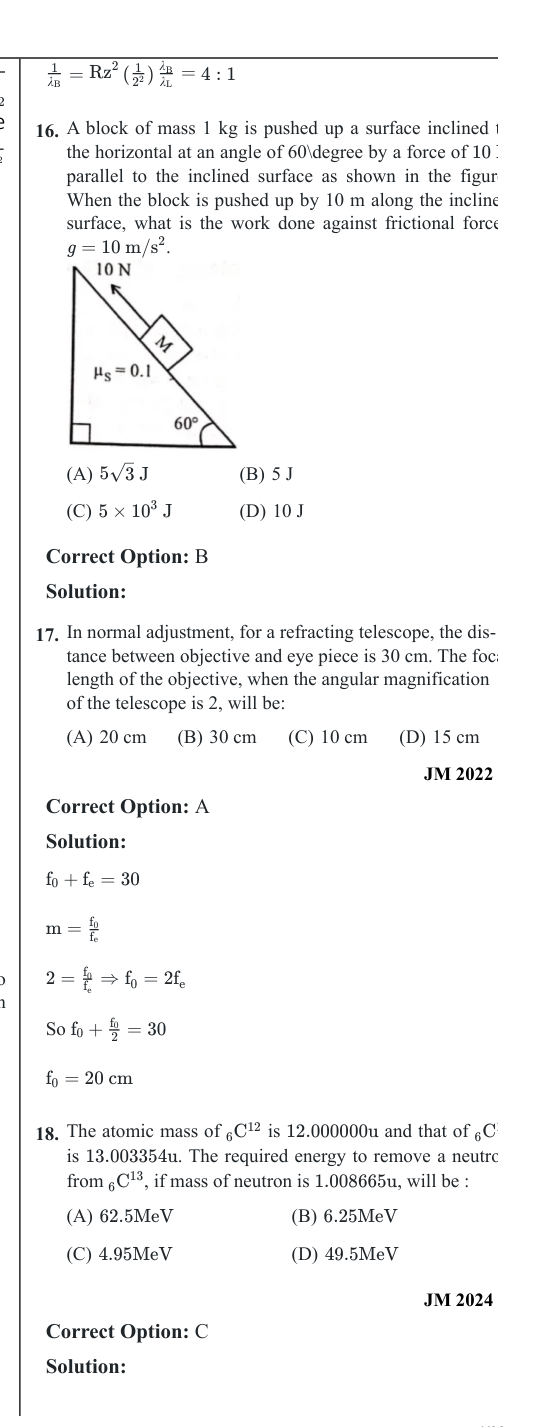 1/λB = Rz² (1/2²) λB/λL = 4 : 1
16. A block of mass 1 kg is pushed up a surface inclined
the horizontal at an angle of 60\degree by a force of 10
parallel to the inclined surface as shown in the figur
When the block is pushed up by 10 m along the incline
surface, what is the work done against frictional force
g = 10 m/s².
10 N
M
μs = 0.1
60°
(A) 5√3 J (B) 5 J
(C) 5 × 10³ J (D) 10 J
Correct Option: B
Solution:
17. In normal adjustment, for a refracting telescope, the dis-
tance between objective and eye piece is 30 cm. The foc
length of the objective, when the angular magnification
of the telescope is 2, will be:
(A) 20 cm (B) 30 cm (C) 10 cm (D) 15 cm
JM 2022
Correct Option: A
Solution:
f₀ + fₑ = 30
m = f₀/fₑ
2 = f₀/fₑ ⇒ f₀ = 2fₑ
So f₀ + f₀/2 = 30
f₀ = 20 cm
18. The atomic mass of ₆C¹² is 12.000000u and that of ₆C
is 13.003354u. The required energy to remove a neutro
from ₆C¹³, if mass of neutron is 1.008665u, will be :
(A) 62.5MeV (B) 6.25MeV
(C) 4.95MeV (D) 49.5MeV
JM 2024
Correct Option: C
Solution: